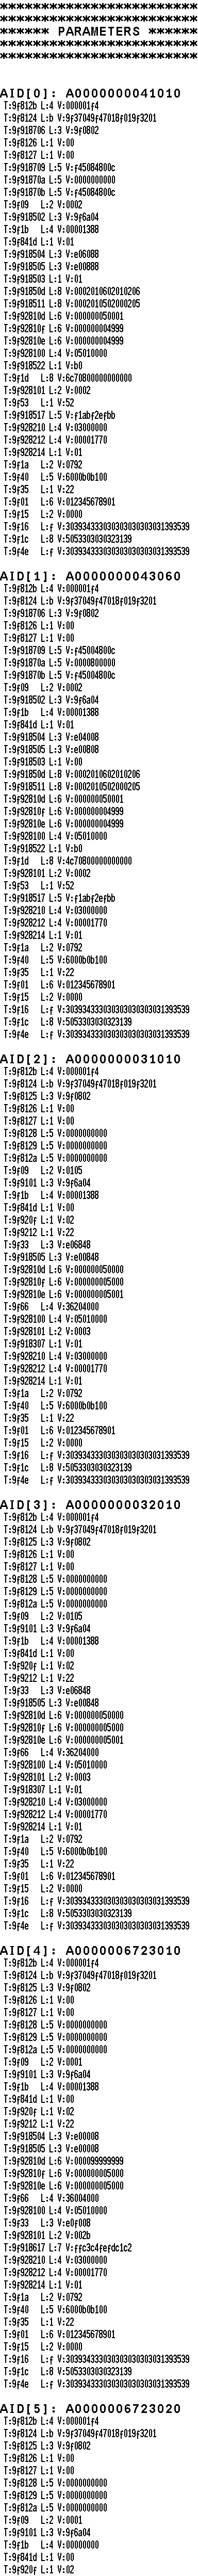 ************************
************************
****** PARAMETERS ******
************************
************************
AID[0]: A0000000041010
T:9f812b L:4 V:000001f4
T:9f8124 L:b V:9f37049f47018f019f3201
T:9f918706 L:3 V:9f0802
T:9f8126 L:1 V:00
T:9f8127 L:1 V:00
T:9f918709 L:5 V:f45084800c
T:9f91870a L:5 V:0000000000
T:9f91870b L:5 V:f45084800c
T:9f09 L:2 V:0002
T:9f918502 L:3 V:9f6a04
T:9f1b L:4 V:00001388
T:9f841d L:1 V:01
T:9f918504 L:3 V:e06088
T:9f918505 L:3 V:e00888
T:9f918503 L:1 V:01
T:9f91850d L:8 V:0002010602010206
T:9f918511 L:8 V:0002010502000205
T:9f92810d L:6 V:000000050001
T:9f92810f L:6 V:000000004999
T:9f92810e L:6 V:000000004999
T:9f928100 L:4 V:05010000
T:9f918522 L:1 V:b0
T:9f1d L:8 V:6c70800000000000
T:9f928101 L:2 V:0002
T:9f53 L:1 V:52
T:9f918517 L:5 V:f1abf2efbb
T:9f928210 L:4 V:03000000
T:9f928212 L:4 V:00001770
T:9f928214 L:1 V:01
T:9f1a L:2 V:0792
T:9f40 L:5 V:6000b0b100
T:9f35 L:1 V:22
T:9f01 L:6 V:012345678901
T:9f15 L:2 V:0000
T:9f16 L:f V:303934333030303030303031393539
T:9f1c L:8 V:5053303030323139
T:9f4e L:f V:303934333030303030303031393539
AID[1]: A0000000043060
T:9f812b L:4 V:000001f4
T:9f8124 L:b V:9f37049f47018f019f3201
T:9f918706 L:3 V:9f0802
T:9f8126 L:1 V:00
T:9f8127 L:1 V:00
T:9f918709 L:5 V:f45004800c
T:9f91870a L:5 V:0000800000
T:9f91870b L:5 V:f45004800c
T:9f09 L:2 V:0002
T:9f918502 L:3 V:9f6a04
T:9f1b L:4 V:00001388
T:9f841d L:1 V:01
T:9f918504 L:3 V:e04008
T:9f918505 L:3 V:e00808
T:9f918503 L:1 V:00
T:9f91850d L:8 V:0002010602010206
T:9f918511 L:8 V:0002010502000205
T:9f92810d L:6 V:000000050001
T:9f92810f L:6 V:000000004999
T:9f92810e L:6 V:000000004999
T:9f928100 L:4 V:05010000
T:9f918522 L:1 V:b0
T:9f1d L:8 V:4c70800000000000
T:9f928101 L:2 V:0002
T:9f53 L:1 V:52
T:9f918517 L:5 V:f1abf2efbb
T:9f928210 L:4 V:03000000
T:9f928212 L:4 V:00001770
T:9f928214 L:1 V:01
T:9f1a L:2 V:0792
T:9f40 L:5 V:6000b0b100
T:9f35 L:1 V:22
T:9f01 L:6 V:012345678901
T:9f15 L:2 V:0000
T:9f16 L:f V:303934333030303030303031393539
T:9f1c L:8 V:5053303030323139
T:9f4e L:f V:303934333030303030303031393539
AID[2]: A0000000031010
T:9f812b L:4 V:000001f4
T:9f8124 L:b V:9f37049f47018f019f3201
T:9f8125 L:3 V:9f0802
T:9f8126 L:1 V:00
T:9f8127 L:1 V:00
T:9f8128 L:5 V:0000000000
T:9f8129 L:5 V:0000000000
T:9f812a L:5 V:0000000000
T:9f09 L:2 V:0105
T:9f9101 L:3 V:9f6a04
T:9f1b L:4 V:00001388
T:9f841d L:1 V:00
T:9f920f L:1 V:02
T:9f9212 L:1 V:22
T:9f33 L:3 V:e06848
T:9f918505 L:3 V:e00848
T:9f92810d L:6 V:000000050000
T:9f92810f L:6 V:000000005000
T:9f92810e L:6 V:000000005001
T:9f66 L:4 V:36204000
T:9f928100 L:4 V:05010000
T:9f928101 L:2 V:0003
T:9f918307 L:1 V:01
T:9f928210 L:4 V:03000000
T:9f928212 L:4 V:00001770
T:9f928214 L:1 V:01
T:9f1a L:2 V:0792
T:9f40 L:5 V:6000b0b100
T:9f35 L:1 V:22
T:9f01 L:6 V:012345678901
T:9f15 L:2 V:0000
T:9f16 L:f V:303934333030303030303031393539
T:9f1c L:8 V:5053303030323139
T:9f4e L:f V:303934333030303030303031393539
AID[3]: A0000000032010
T:9f812b L:4 V:000001f4
T:9f8124 L:b V:9f37049f47018f019f3201
T:9f8125 L:3 V:9f0802
T:9f8126 L:1 V:00
T:9f8127 L:1 V:00
T:9f8128 L:5 V:0000000000
T:9f8129 L:5 V:0000000000
T:9f812a L:5 V:0000000000
T:9f09 L:2 V:0105
T:9f9101 L:3 V:9f6a04
T:9f1b L:4 V:00001388
T:9f841d L:1 V:00
T:9f920f L:1 V:02
T:9f9212 L:1 V:22
T:9f33 L:3 V:e06848
T:9f918505 L:3 V:e00848
T:9f92810d L:6 V:000000050000
T:9f92810f L:6 V:000000005000
T:9f92810e L:6 V:000000005001
T:9f66 L:4 V:36204000
T:9f928100 L:4 V:05010000
T:9f928101 L:2 V:0003
T:9f918307 L:1 V:01
T:9f928210 L:4 V:03000000
T:9f928212 L:4 V:00001770
T:9f928214 L:1 V:01
T:9f1a L:2 V:0792
T:9f40 L:5 V:6000b0b100
T:9f35 L:1 V:22
T:9f01 L:6 V:012345678901
T:9f15 L:2 V:0000
T:9f16 L:f V:303934333030303030303031393539
T:9f1c L:8 V:5053303030323139
T:9f4e L:f V:303934333030303030303031393539
AID[4]: A0000006723010
T:9f812b L:4 V:000001f4
T:9f8124 L:b V:9f37049f47018f019f3201
T:9f8125 L:3 V:9f0802
T:9f8126 L:1 V:00
T:9f8127 L:1 V:00
T:9f8128 L:5 V:0000000000
T:9f8129 L:5 V:0000000000
T:9f812a L:5 V:0000000000
T:9f09 L:2 V:0001
T:9f9101 L:3 V:9f6a04
T:9f1b L:4 V:00001388
T:9f841d L:1 V:00
T:9f920f L:1 V:02
T:9f9212 L:1 V:22
T:9f918504 L:3 V:e00008
T:9f918505 L:3 V:e00008
T:9f92810d L:6 V:000099999999
T:9f92810f L:6 V:000000005000
T:9f92810e L:6 V:000000005000
T:9f66 L:4 V:36004000
T:9f928100 L:4 V:05010000
T:9f33 L:3 V:e0f008
T:9f928101 L:2 V:002b
T:9f918617 L:7 V:ffc3c4fefdc1c2
T:9f928210 L:4 V:03000000
T:9f928212 L:4 V:00001770
T:9f928214 L:1 V:01
T:9f1a L:2 V:0792
T:9f40 L:5 V:6000b0b100
T:9f35 L:1 V:22
T:9f01 L:6 V:012345678901
T:9f15 L:2 V:0000
T:9f16 L:f V:303934333030303030303031393539
T:9f1c L:8 V:5053303030323139
T:9f4e L:f V:303934333030303030303031393539
AID[5]: A0000006723020
T:9f812b L:4 V:000001f4
T:9f8124 L:b V:9f37049f47018f019f3201
T:9f8125 L:3 V:9f0802
T:9f8126 L:1 V:00
T:9f8127 L:1 V:00
T:9f8128 L:5 V:0000000000
T:9f8129 L:5 V:0000000000
T:9f812a L:5 V:0000000000
T:9f09 L:2 V:0001
T:9f9101 L:3 V:9f6a04
T:9f1b L:4 V:00000000
T:9f841d L:1 V:00
T:9f920f L:1 V:02